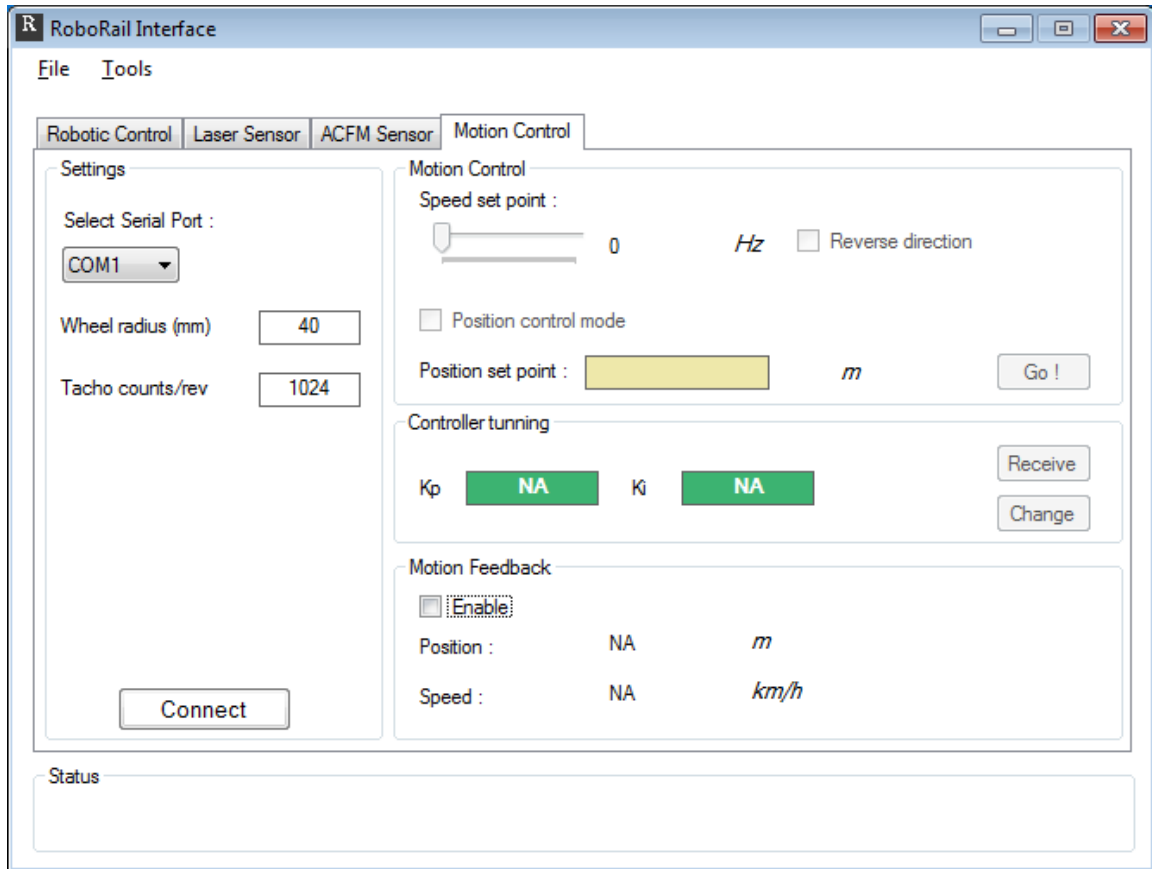 R RoboRail Interface
File Tools
Robotic Control Laser Sensor ACFM Sensor Motion Control
Settings
Select Serial Port :
COM1
Wheel radius (mm) 40
Tacho counts/rev 1024
Connect
Motion Control
Speed set point :
0 Hz Reverse direction
Position control mode
Position set point : m Go !
Controller tunning
Kp NA Ki NA
Receive
Change
Motion Feedback
Enable
Position : NA m
Speed : NA km/h
Status